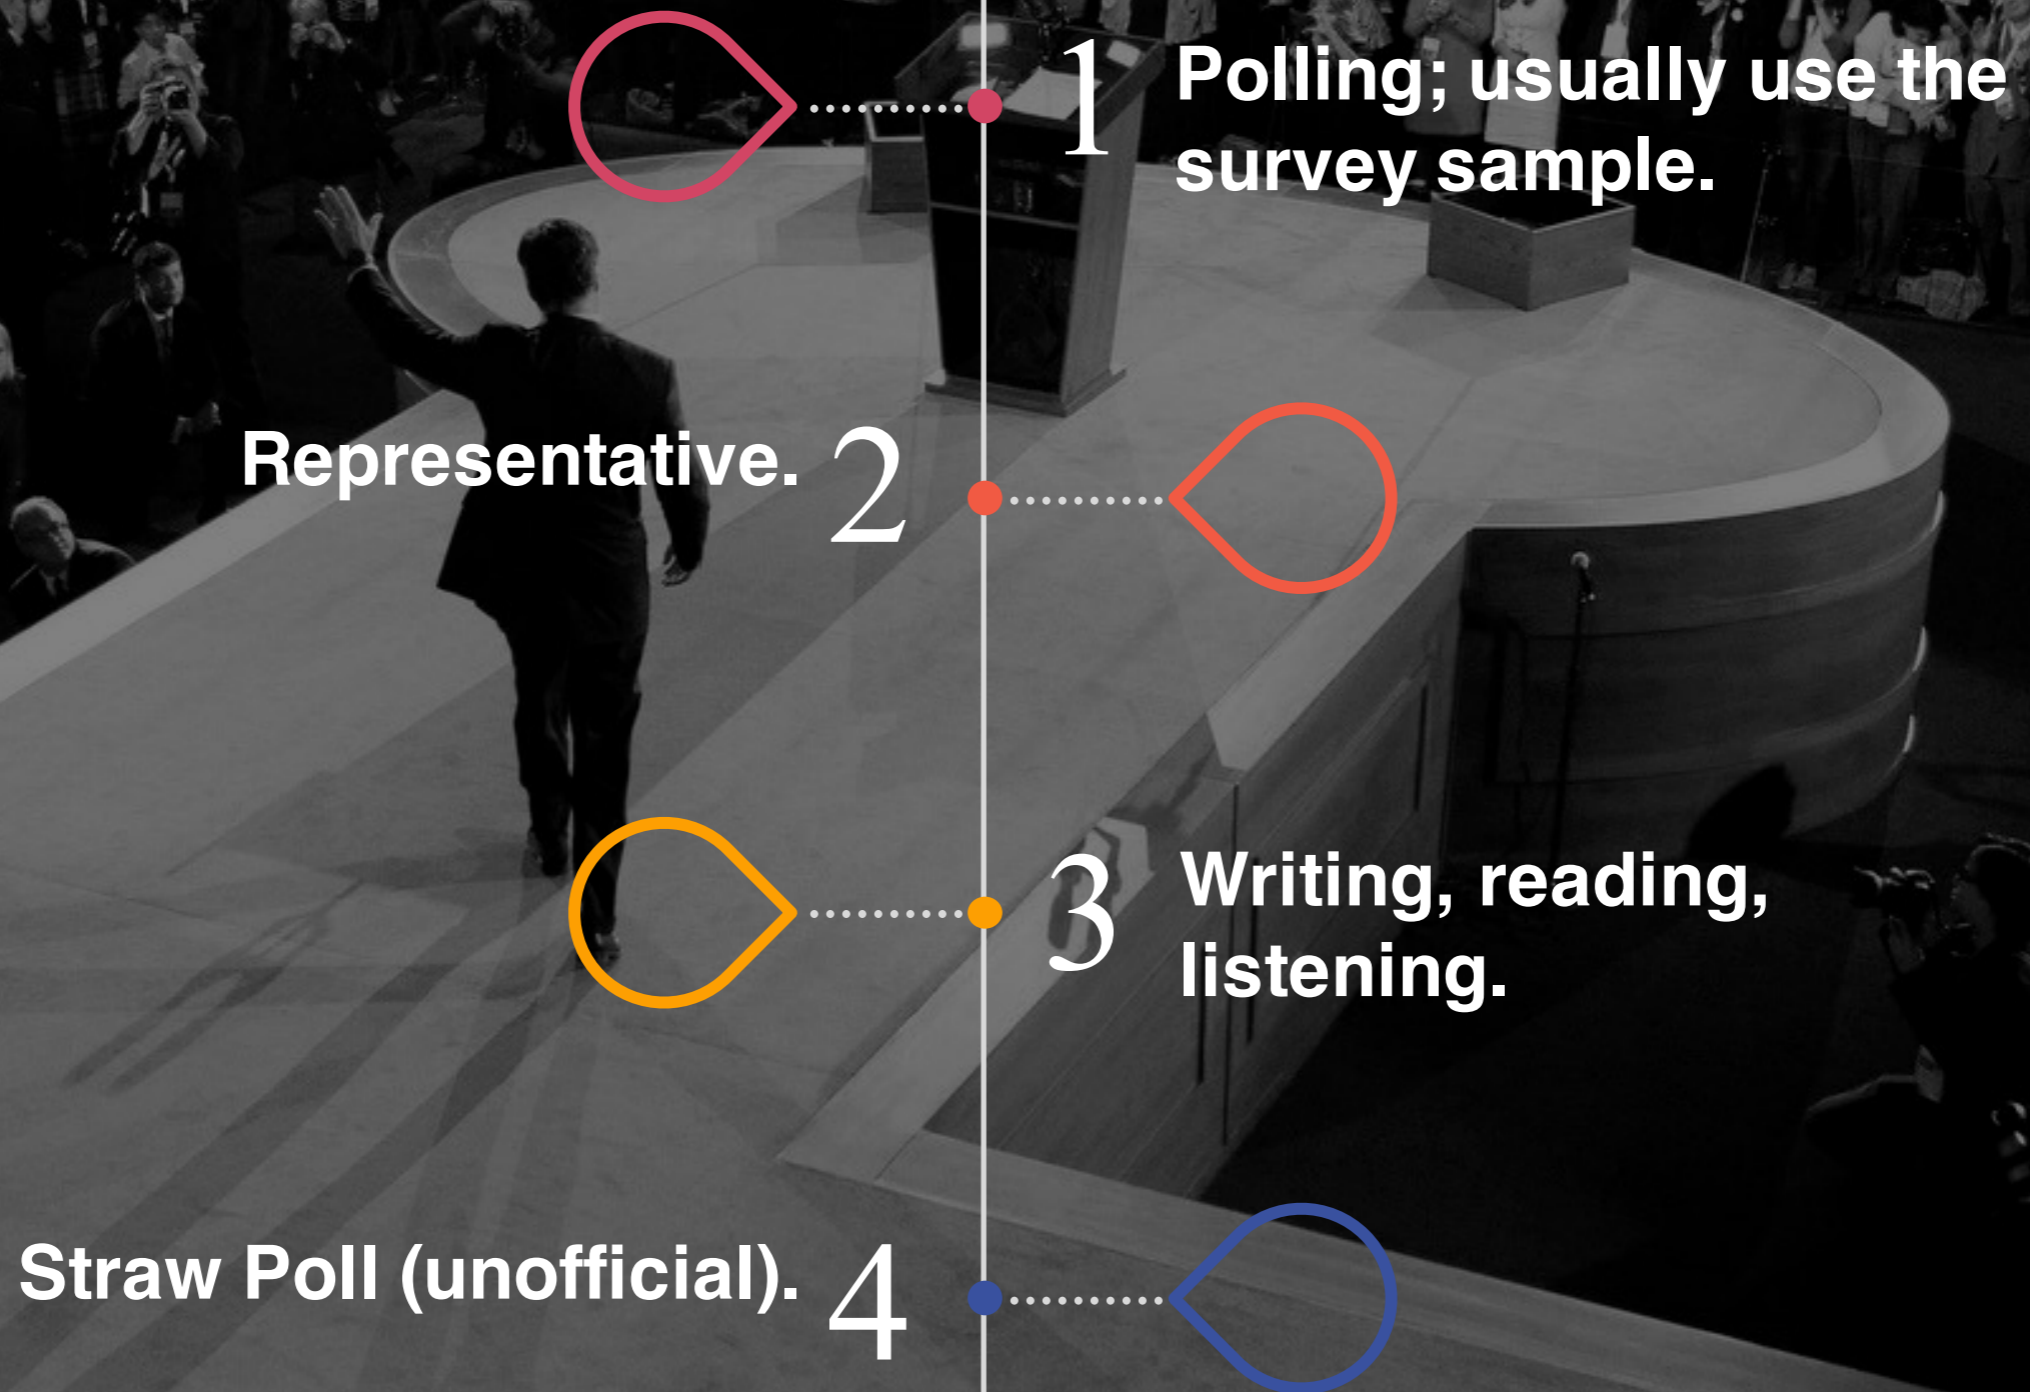 1
Polling; usually use the
survey sample.
Representative.
2
3
Writing, reading,
listening.
Straw Poll (unofficial).
4